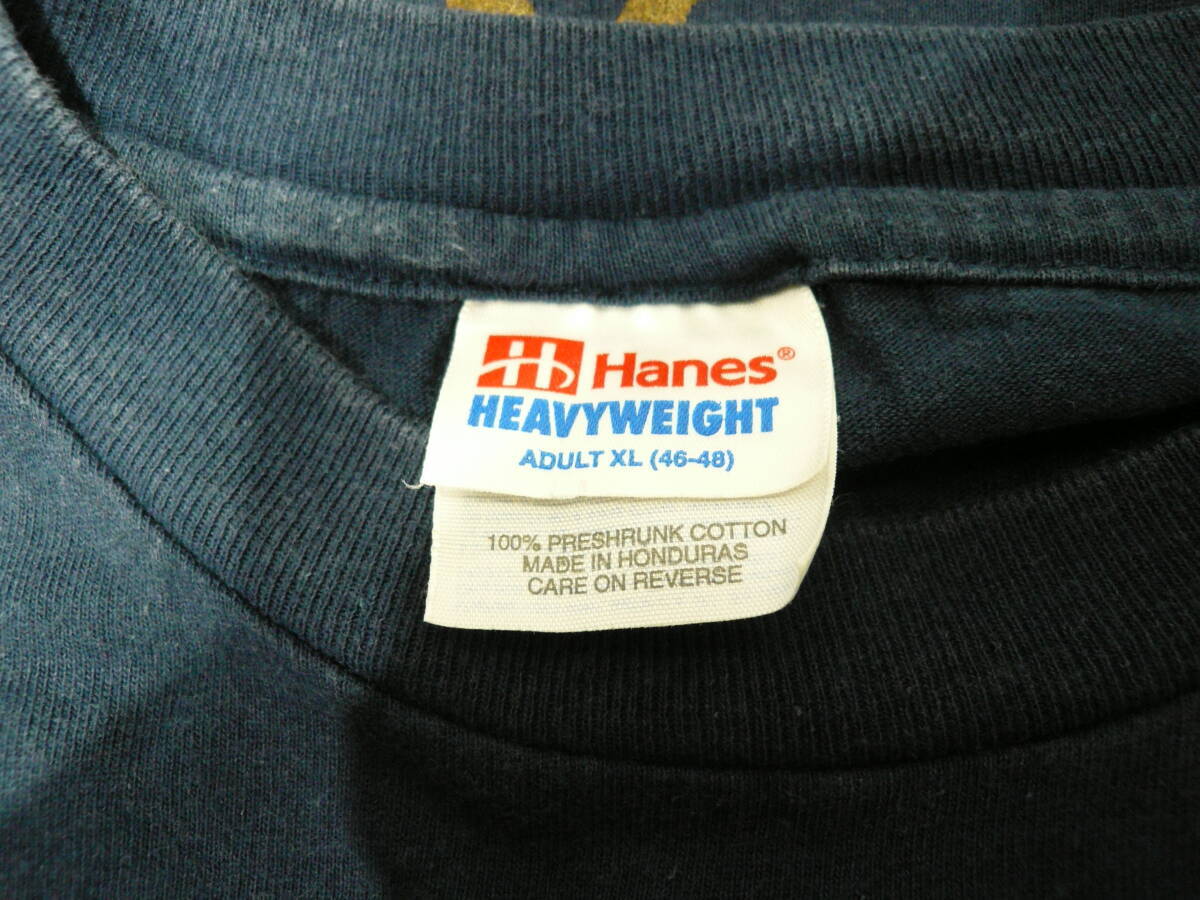 Hanes®
HEAVYWEIGHT
ADULT XL (46-48)
100% PRESHRUNK COTTON
MADE IN HONDURAS
CARE ON REVERSE